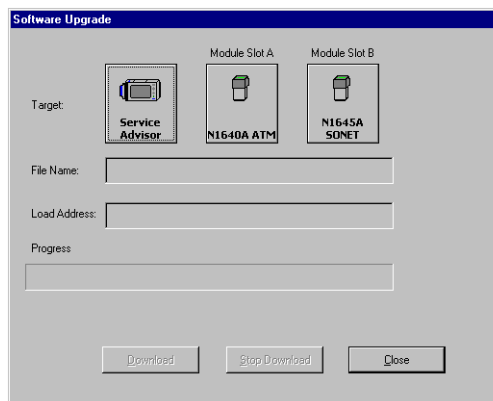 Software Upgrade
Module Slot A
Module Slot B
Target:
Service
Advisor
N1640A ATM
N1645A
SONET
File Name:
Load Address:
Progress
Download
Stop Download
Close